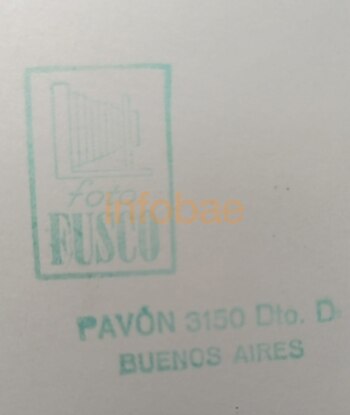 foto
infobae
FUSCO
PAVÓN 3150 Dto. D
BUENOS AIRES